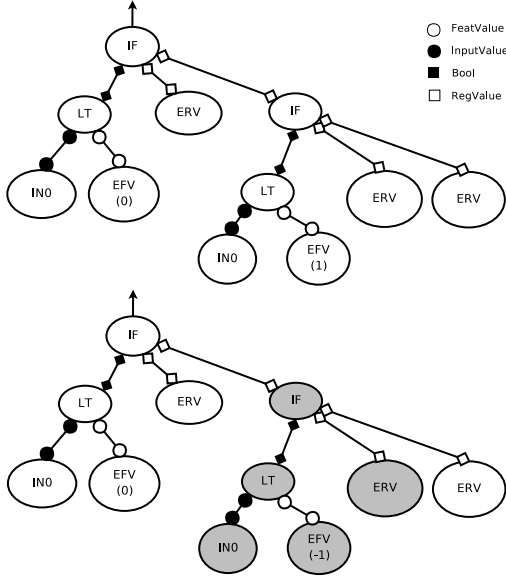 IF
FeatValue
InputValue
Bool
RegValue
LT
ERV
IF
IN0
EFV
(0)
LT
ERV
ERV
IN0
EFV
(1)
IF
LT
ERV
IF
IN0
EFV
(0)
LT
ERV
ERV
IN0
EFV
(-1)